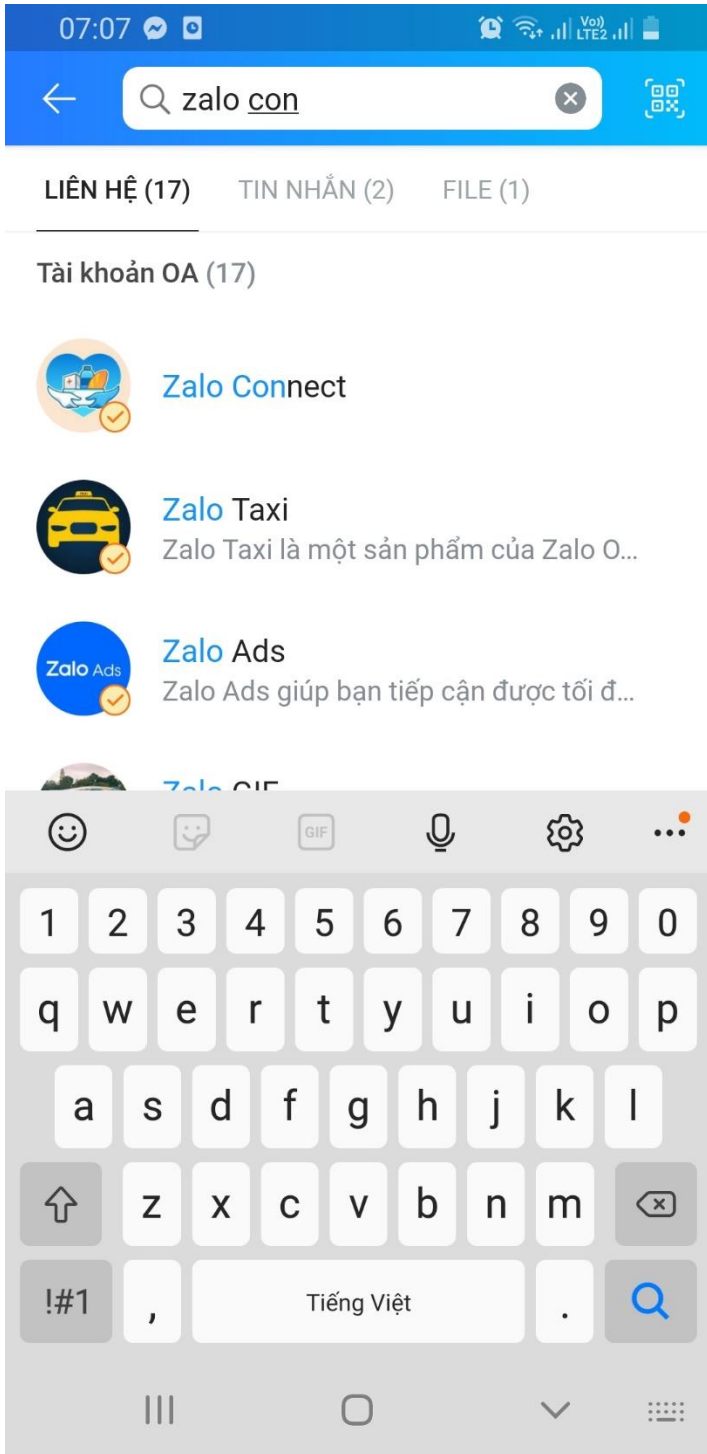 07:07
Vo)) LTE2
zalo con
LIÊN HỆ (17) TIN NHẮN (2) FILE (1)
Tài khoản OA (17)
Zalo Connect
Zalo Taxi
Zalo Taxi là một sản phẩm của Zalo O...
Zalo Ads
Zalo Ads
Zalo Ads giúp bạn tiếp cận được tối đ...
Zalo GIF
GIF
1 2 3 4 5 6 7 8 9 0
q w e r t y u i o p
a s d f g h j k l
z x c v b n m
!#1 , Tiếng Việt .